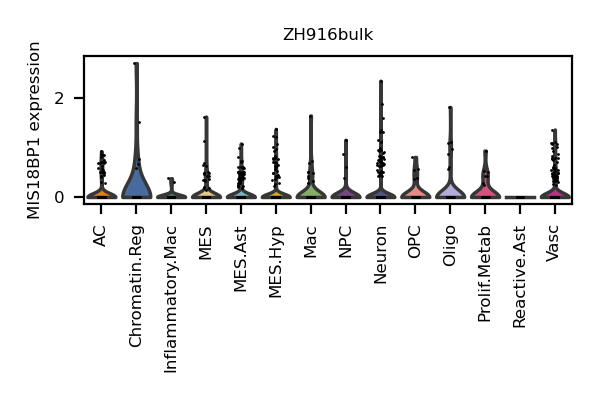 ZH916bulk
MIS18BP1 expression
2
0
AC
Chromatin.Reg
Inflammatory.Mac
MES
MES.Ast
MES.Hyp
Mac
NPC
Neuron
OPC
Oligo
Prolif.Metab
Reactive.Ast
Vasc